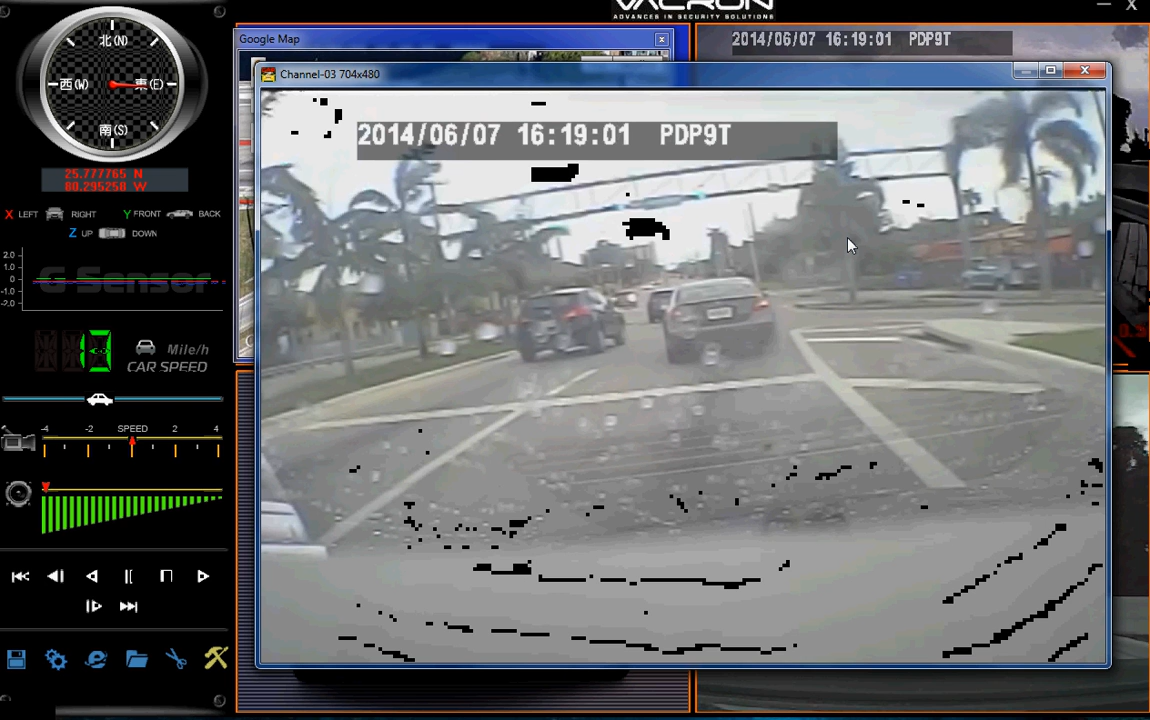 VACRON
ADVANCES IN SECURITY SOLUTIONS
X
北(N)
西(W)
東(E)
南(S)
25.777765 N
80.295258 W
X LEFT RIGHT Y FRONT BACK
Z UP DOWN
2.0
1.0
0
-1.0
-2.0
G Sensor
Mile/h
CAR SPEED
-4 -2 SPEED 2 4
Google Map
2014/06/07 16:19:01 PDP9T
Channel-03 704x480
2014/06/07 16:19:01 PDP9T